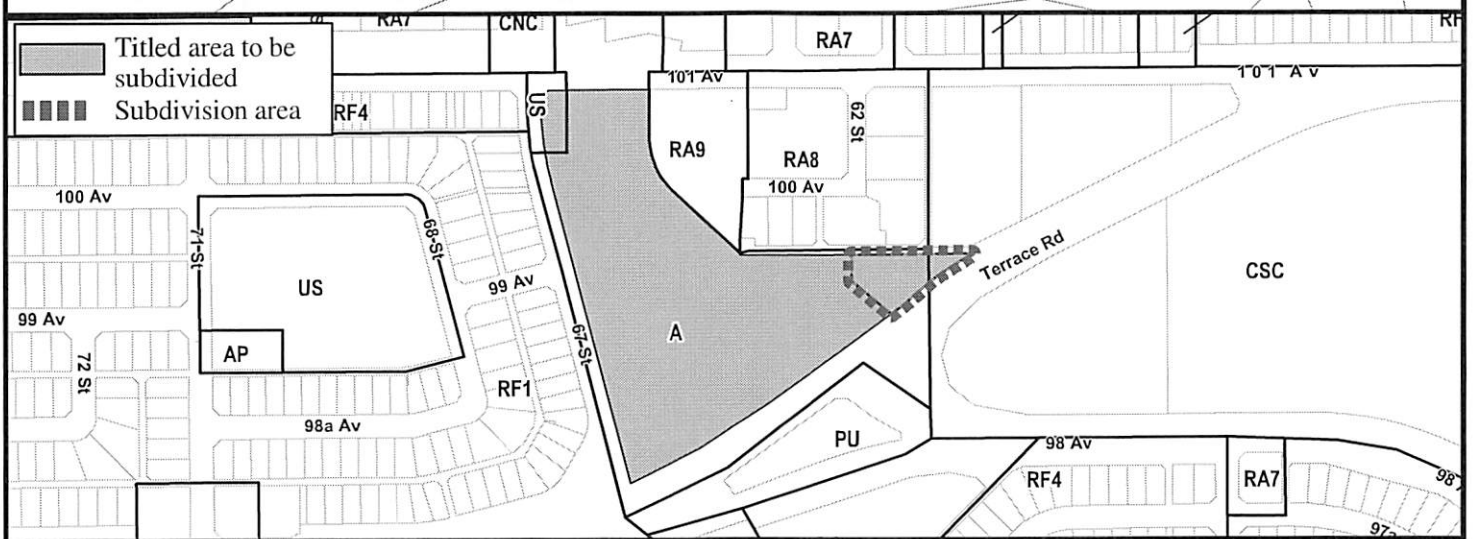 RA7
CNC
RA7
Titled area to be
subdivided
Subdivision area
RF4
US
101 Av
101 Av
62 St
RA9
RA8
100 Av
100 Av
71 St
68 St
US
99 Av
99 Av
Terrace Rd
CSC
AP
72 St
67 St
A
RF1
98a Av
PU
98 Av
RF4
RA7